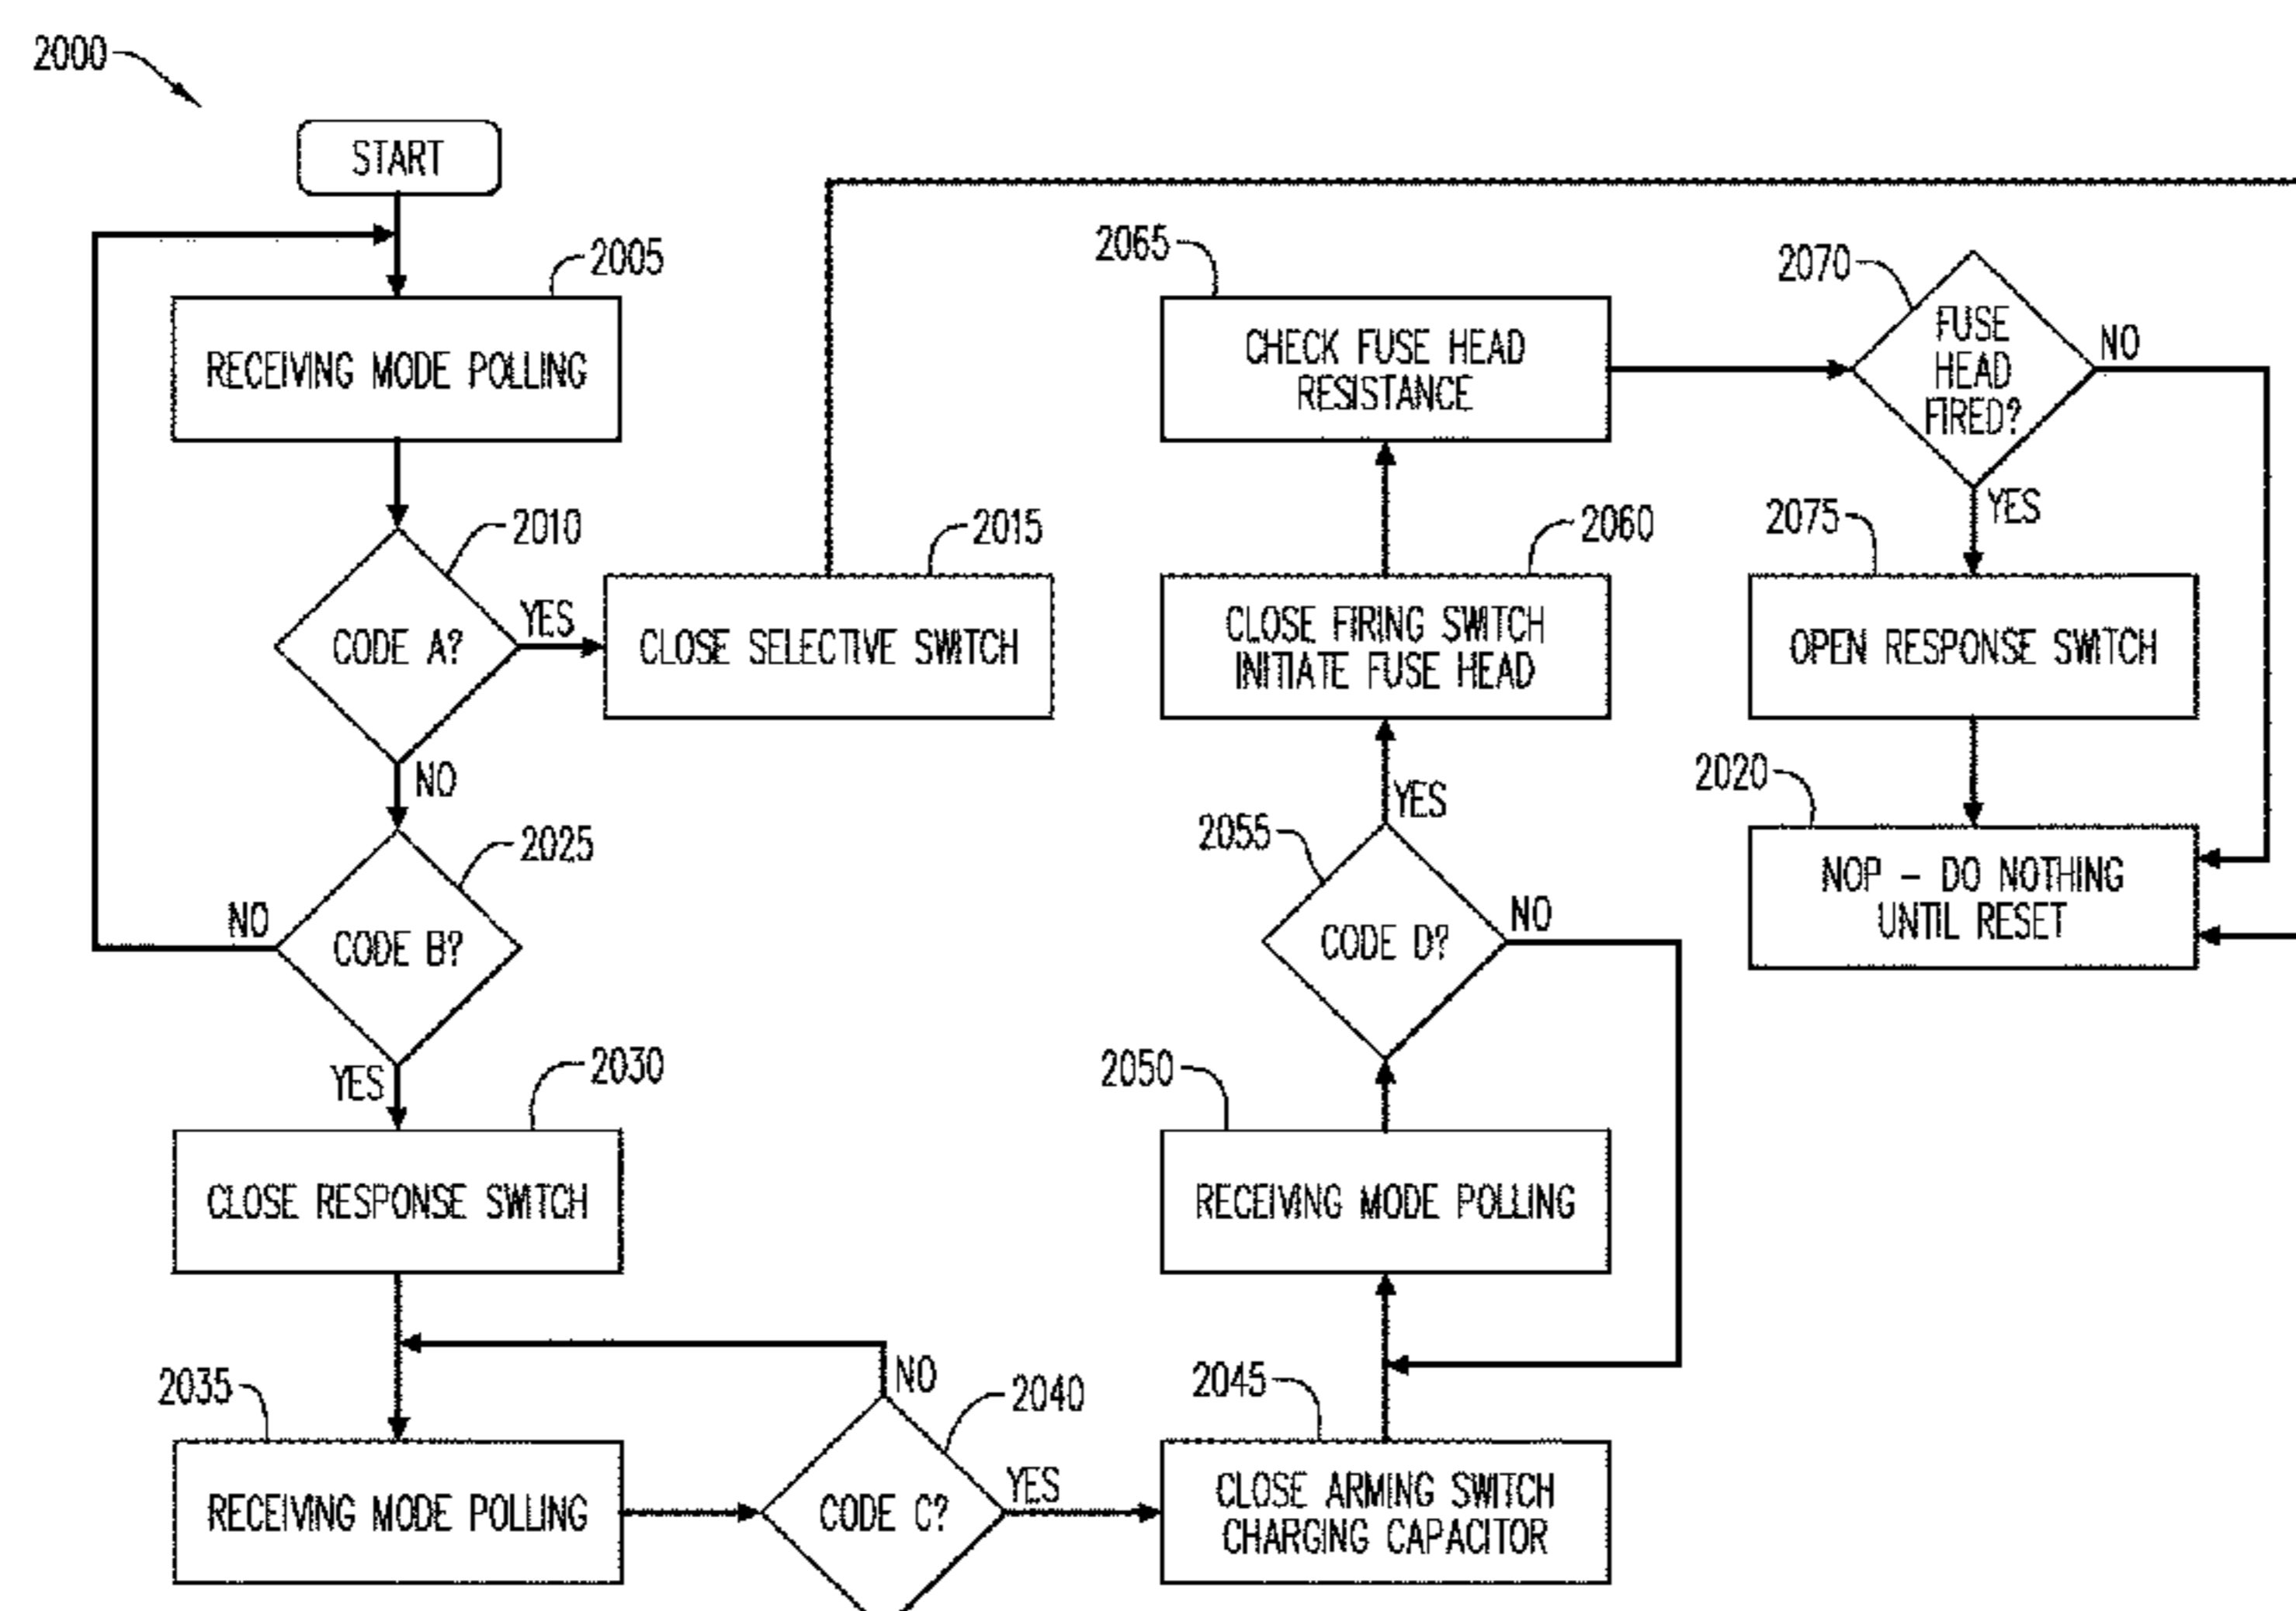 2000
START
2005
RECEIVING MODE POLLING
2010
CODE A?
YES
NO
2015
CLOSE SELECTIVE SWITCH
2025
CODE B?
NO
YES
2030
CLOSE RESPONSE SWITCH
2035
RECEIVING MODE POLLING
2040
CODE C?
NO
YES
2045
CLOSE ARMING SWITCH
CHARGING CAPACITOR
2050
RECEIVING MODE POLLING
2055
CODE D?
NO
YES
2060
CLOSE FIRING SWITCH
INITIATE FUSE HEAD
2065
CHECK FUSE HEAD
RESISTANCE
2070
FUSE
HEAD
FIRED?
NO
YES
2075
OPEN RESPONSE SWITCH
2020
NOP – DO NOTHING
UNTIL RESET